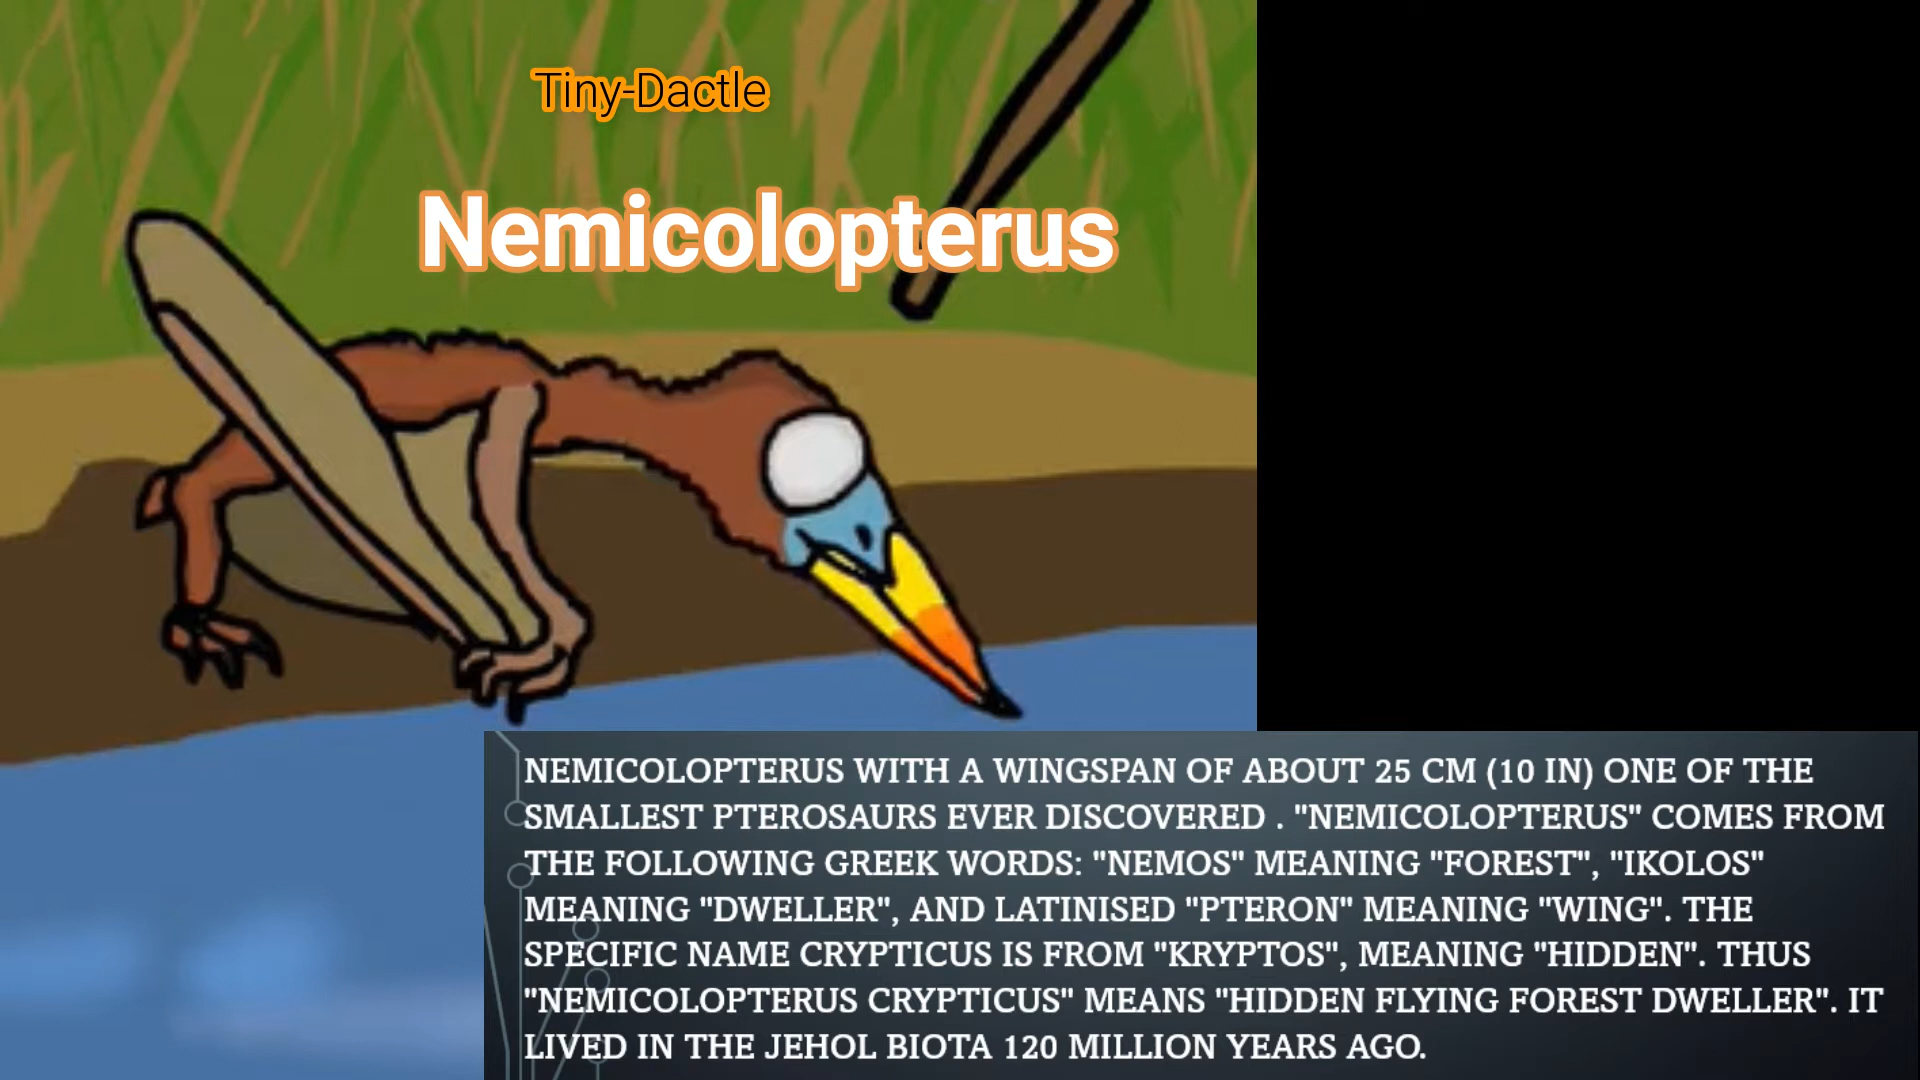 Tiny-Dactle
Nemicolopterus
NEMICOLOPTERUS WITH A WINGSPAN OF ABOUT 25 CM (10 IN) ONE OF THE
SMALLEST PTEROSAURS EVER DISCOVERED . "NEMICOLOPTERUS" COMES FROM
THE FOLLOWING GREEK WORDS: "NEMOS" MEANING "FOREST", "IKOLOS"
MEANING "DWELLER", AND LATINISED "PTERON" MEANING "WING". THE
SPECIFIC NAME CRYPTICUS IS FROM "KRYPTOS", MEANING "HIDDEN". THUS
"NEMICOLOPTERUS CRYPTICUS" MEANS "HIDDEN FLYING FOREST DWELLER". IT
LIVED IN THE JEHOL BIOTA 120 MILLION YEARS AGO.